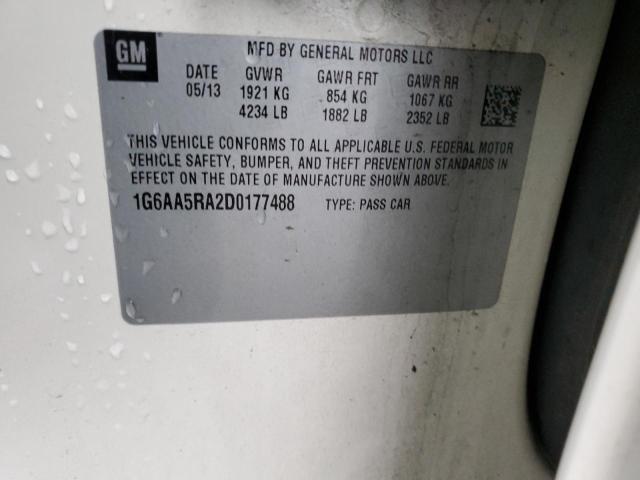 GM
MFD BY GENERAL MOTORS LLC
DATE GVWR GAWR FRT GAWR RR
05/13 1921 KG 854 KG 1067 KG
4234 LB 1882 LB 2352 LB
THIS VEHICLE CONFORMS TO ALL APPLICABLE U.S. FEDERAL MOTOR
VEHICLE SAFETY, BUMPER, AND THEFT PREVENTION STANDARDS IN
EFFECT ON THE DATE OF MANUFACTURE SHOWN ABOVE.
1G6AA5RA2D0177488 TYPE: PASS CAR